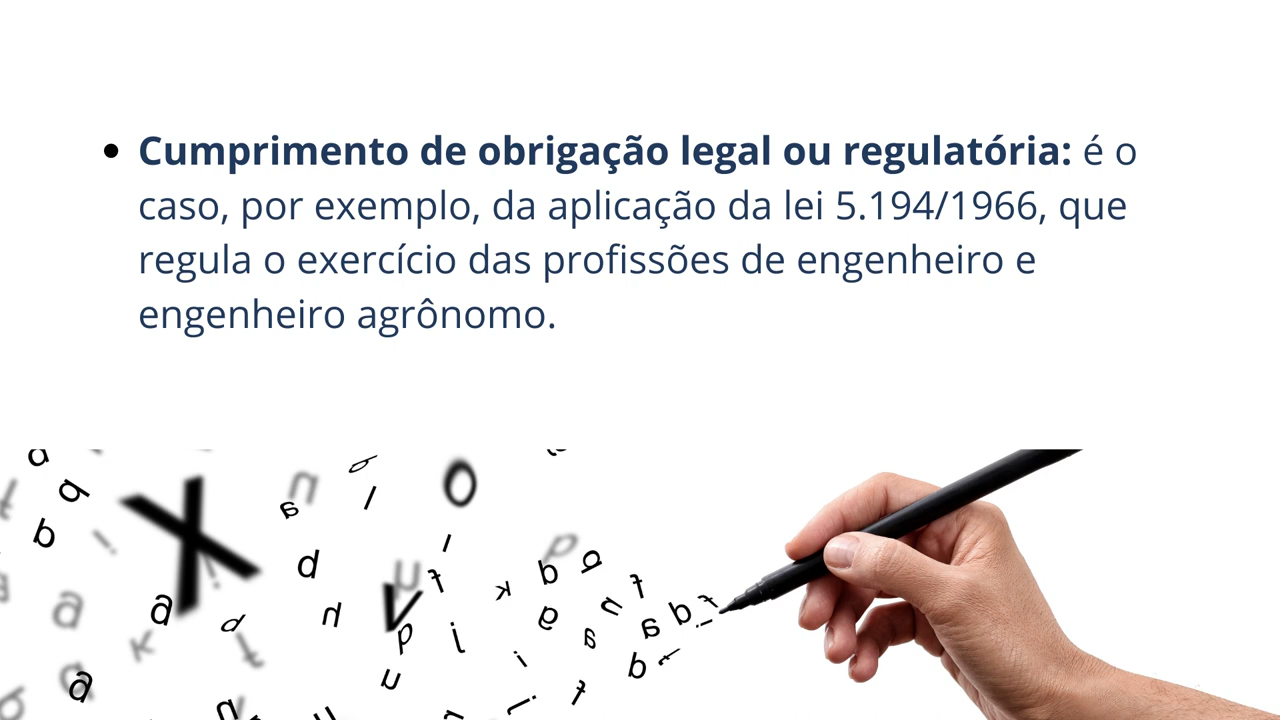 • Cumprimento de obrigação legal ou regulatória: é o
caso, por exemplo, da aplicação da lei 5.194/1966, que
regula o exercício das profissões de engenheiro e
engenheiro agrônomo.